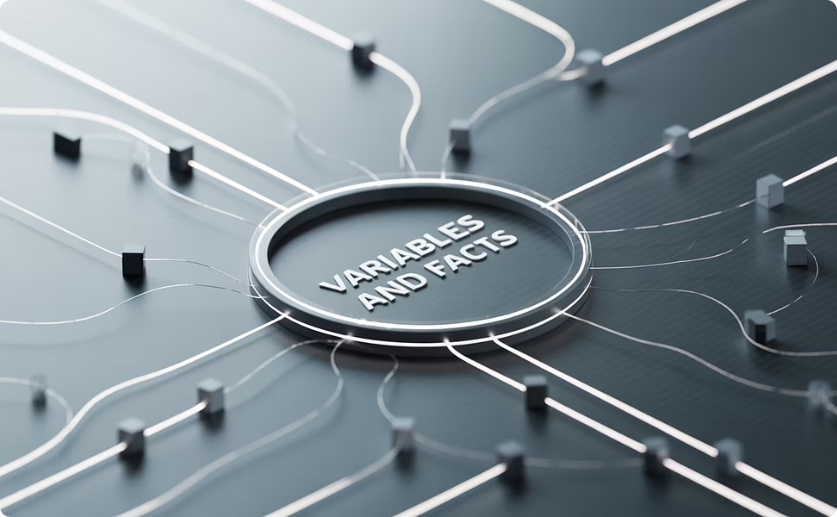 VARIABLES
AND FACTS